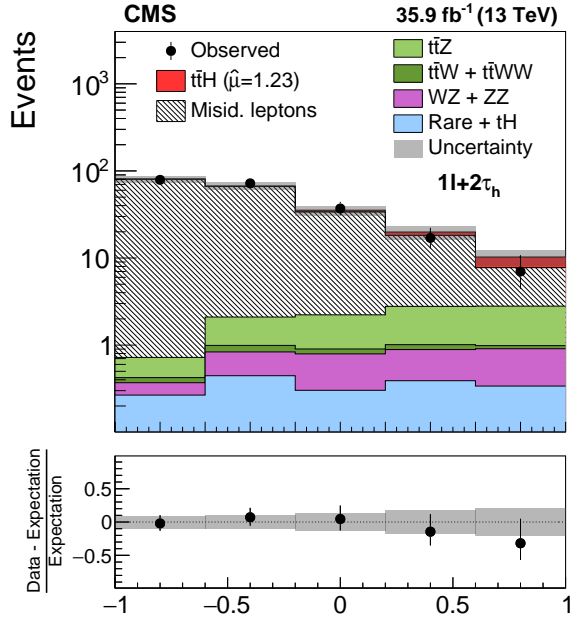 CMS 35.9 fb⁻¹ (13 TeV)
Events
10³
10²
10
1
Observed
tt̄H (μ̂=1.23)
Misid. leptons
tt̄Z
tt̄W + tt̄WW
WZ + ZZ
Rare + tH
Uncertainty
1l+2τh
Data - Expectation
Expectation
0.5
0
−0.5
−1 −0.5 0 0.5 1